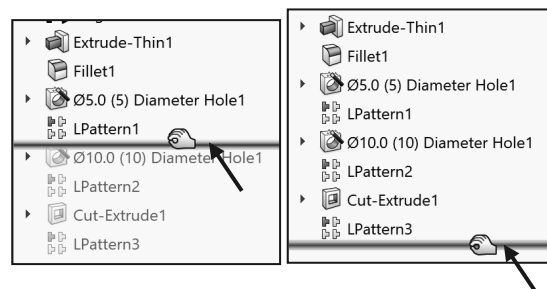 Extrude-Thin1
Fillet1
Ø5.0 (5) Diameter Hole1
LPattern1
Ø10.0 (10) Diameter Hole1
LPattern2
Cut-Extrude1
LPattern3
Extrude-Thin1
Fillet1
Ø5.0 (5) Diameter Hole1
LPattern1
Ø10.0 (10) Diameter Hole1
LPattern2
Cut-Extrude1
LPattern3